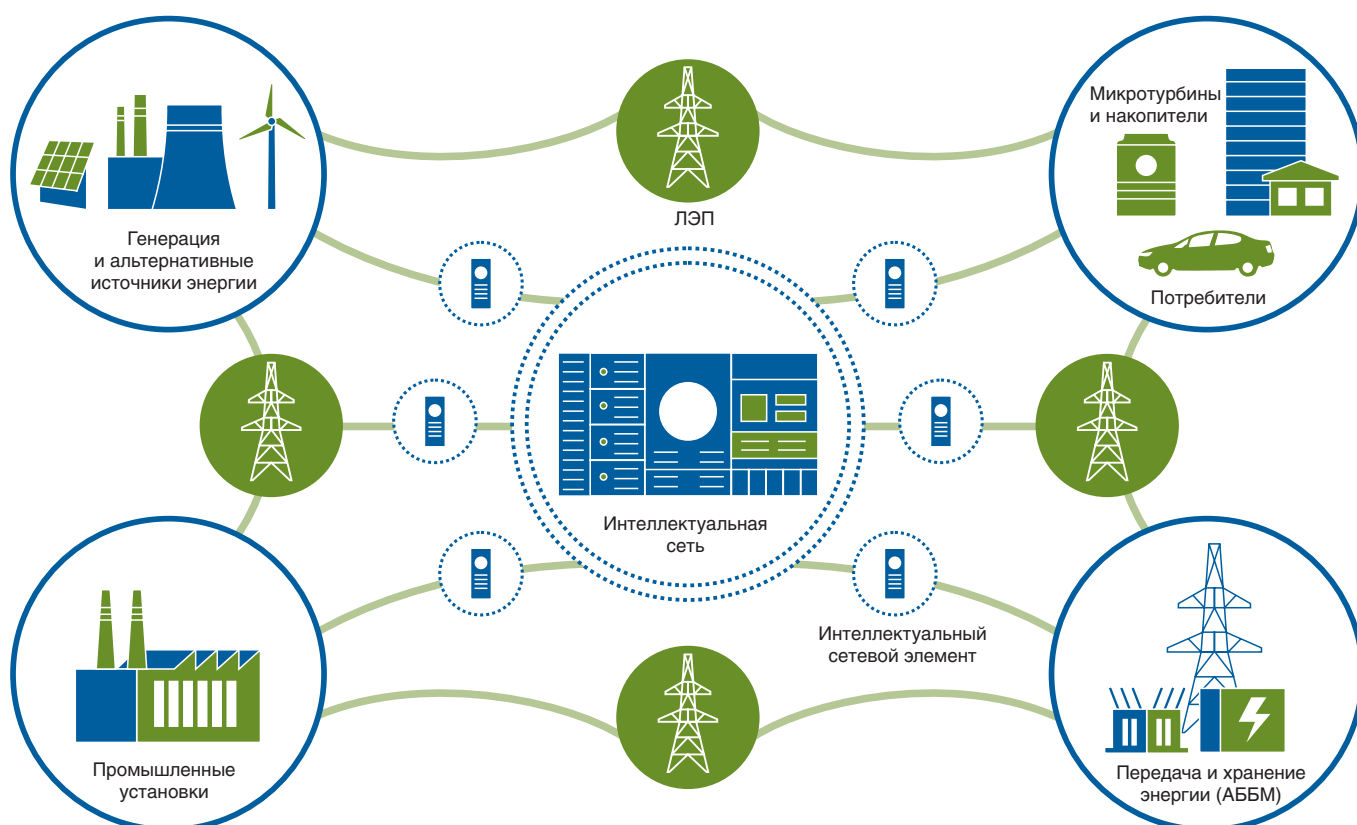 Микротурбины
и накопители
ЛЭП
Генерация
и альтернативные
источники энергии
Потребители
Интеллектуальная
сеть
Интеллектуальный
сетевой элемент
Промышленные
установки
Передача и хранение
энергии (АББМ)